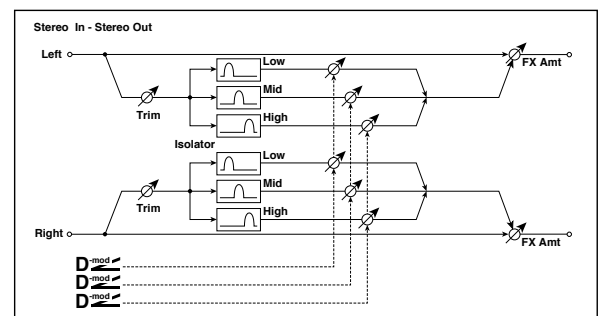 Stereo In - Stereo Out
Left
FX Amt
Low
Mid
Trim
High
Isolator
Low
Mid
Trim
High
Right
FX Amt
D-mod
D-mod
D-mod